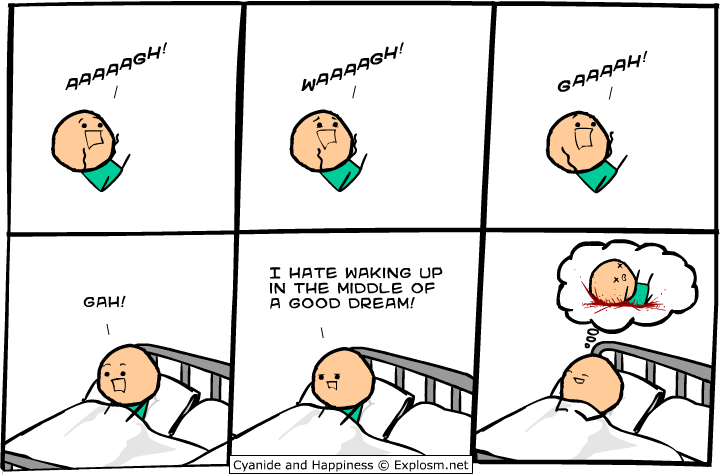 AAAAAGH!
WAAAAGH!
GAAAAH!
GAH!
I HATE WAKING UP
IN THE MIDDLE OF
A GOOD DREAM!
Cyanide and Happiness © Explosm.net